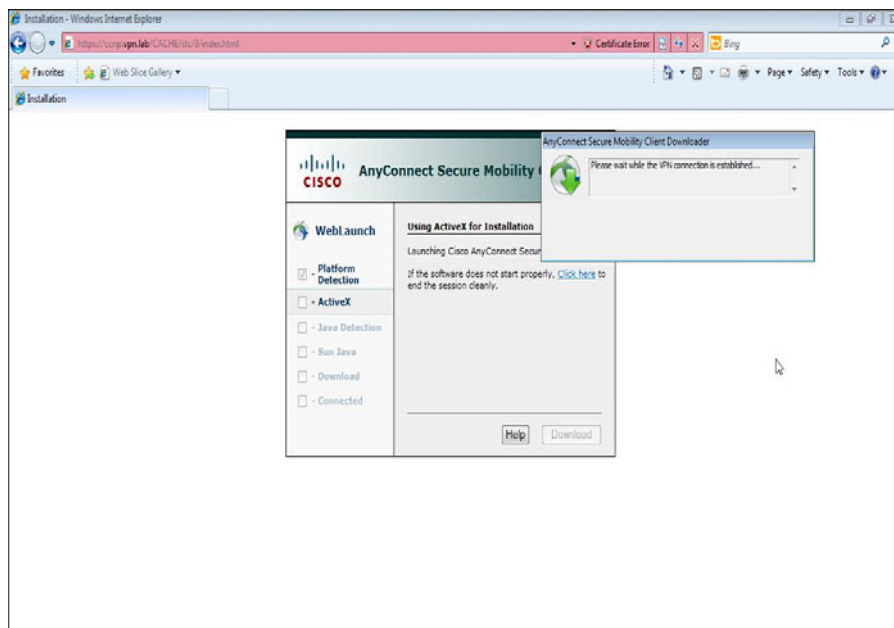 Installation - Windows Internet Explorer
https://ccnp.vpn.lab/CACHE/stc/3/index.html
Certificate Error
Bing
Favorites
Web Slice Gallery
Page
Safety
Tools
Installation
CISCO
AnyConnect Secure Mobility
AnyConnect Secure Mobility Client Downloader
Please wait while the VPN connection is established...
WebLaunch
- Platform Detection
- ActiveX
- Java Detection
- Sun Java
- Download
- Connected
Using ActiveX for Installation
Launching Cisco AnyConnect Secur
If the software does not start properly, Click here to
end the session cleanly.
Help
Download